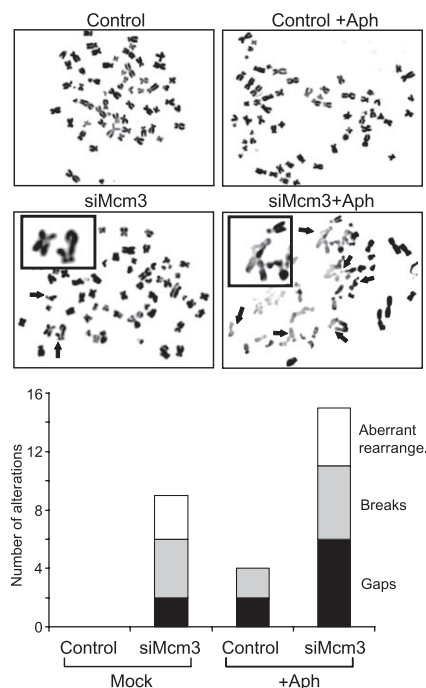 Control
Control +Aph
siMcm3
siMcm3+Aph
16
12
8
4
0
Number of alterations
Aberrant
rearrange.
Breaks
Gaps
Control siMcm3 Control siMcm3
Mock +Aph